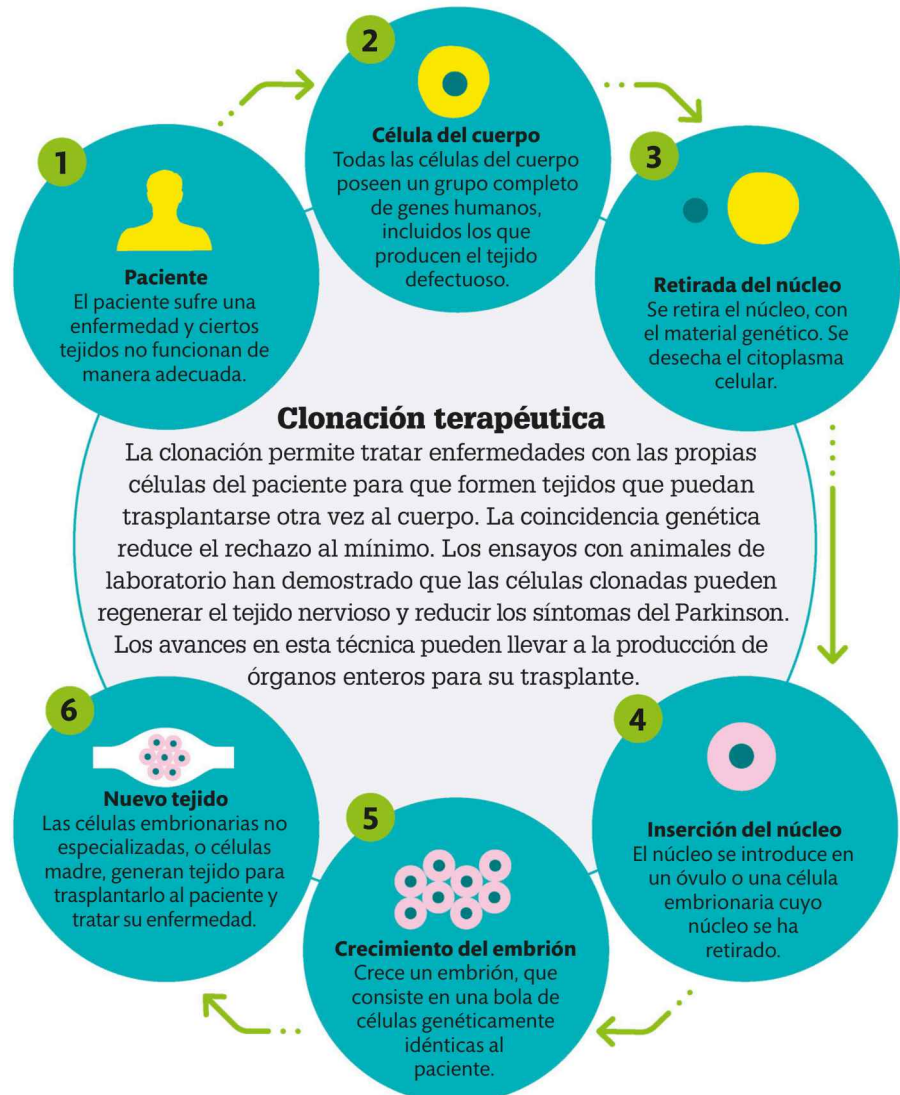 1
Paciente
El paciente sufre una
enfermedad y ciertos
tejidos no funcionan de
manera adecuada.
2
Célula del cuerpo
Todas las células del cuerpo
poseen un grupo completo
de genes humanos,
incluidos los que
producen el tejido
defectuoso.
3
Retirada del núcleo
Se retira el núcleo, con
el material genético. Se
desecha el citoplasma
celular.
Clonación terapéutica
La clonación permite tratar enfermedades con las propias
células del paciente para que formen tejidos que puedan
trasplantarse otra vez al cuerpo. La coincidencia genética
reduce el rechazo al mínimo. Los ensayos con animales de
laboratorio han demostrado que las células clonadas pueden
regenerar el tejido nervioso y reducir los síntomas del Parkinson.
Los avances en esta técnica pueden llevar a la producción de
órganos enteros para su trasplante.
4
Inserción del núcleo
El núcleo se introduce en
un óvulo o una célula
embrionaria cuyo
núcleo se ha
retirado.
5
Crecimiento del embrión
Crece un embrión, que
consiste en una bola de
células genéticamente
idénticas al
paciente.
6
Nuevo tejido
Las células embrionarias no
especializadas, o células
madre, generan tejido para
trasplantarlo al paciente y
tratar su enfermedad.